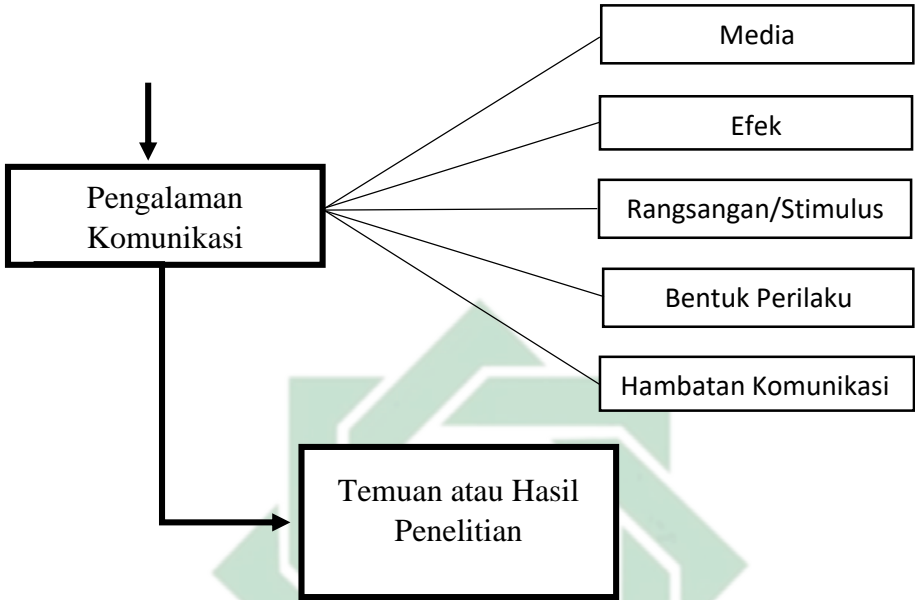 Media
Efek
Pengalaman
Komunikasi
Rangsangan/Stimulus
Bentuk Perilaku
Hambatan Komunikasi
Temuan atau Hasil
Penelitian